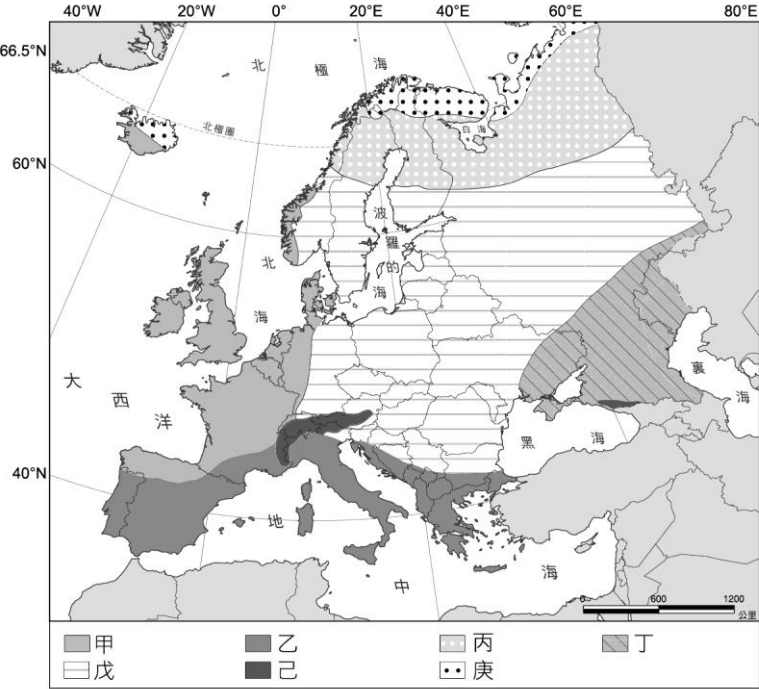 40°W 20°W 0° 20°E 40°E 60°E 80°E
66.5°N
60°N
40°N
北極海
北極圈
白海
波羅的海
北海
大西洋
裏海
黑海
地中海
0 600 1200
公里
甲 乙 丙 丁
戊 己 庚